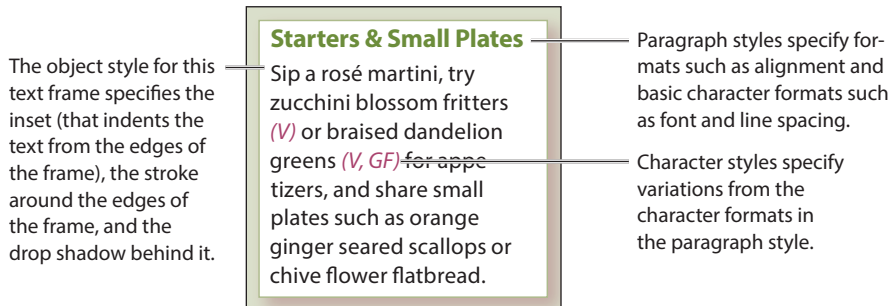 The object style for this
text frame specifies the
inset (that indents the
text from the edges of
the frame), the stroke
around the edges of
the frame, and the
drop shadow behind it.
Starters & Small Plates
Sip a rosé martini, try
zucchini blossom fritters
(V) or braised dandelion
greens (V, GF) for appe
tizers, and share small
plates such as orange
ginger seared scallops or
chive flower flatbread.
Paragraph styles specify for-
mats such as alignment and
basic character formats such
as font and line spacing.
Character styles specify
variations from the
character formats in
the paragraph style.